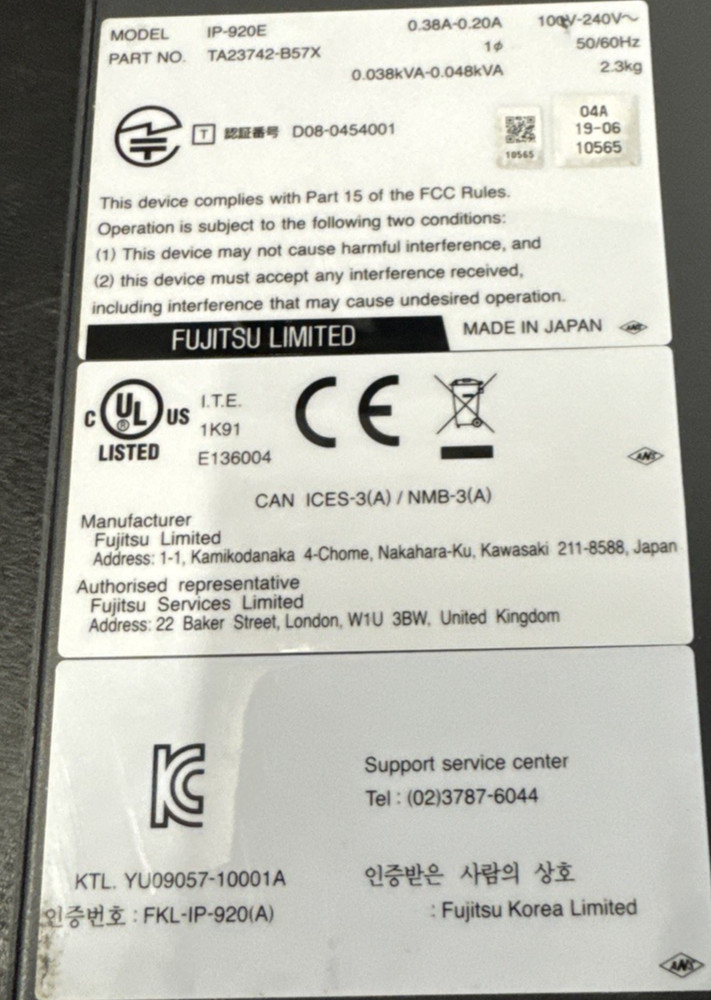 MODEL IP-920E 0.38A-0.20A 100V-240V～
PART NO. TA23742-B57X 1ϕ 50/60Hz
0.038kVA-0.048kVA 2.3kg
T 認証番号 D08-0454001
10565
04A
19-06
10565
This device complies with Part 15 of the FCC Rules.
Operation is subject to the following two conditions:
(1) This device may not cause harmful interference, and
(2) this device must accept any interference received,
including interference that may cause undesired operation.
FUJITSU LIMITED MADE IN JAPAN ANS
C UL ® US
LISTED
I.T.E.
1K91
E136004
CE
ANS
CAN ICES-3(A) / NMB-3(A)
Manufacturer
Fujitsu Limited
Address: 1-1, Kamikodanaka 4-Chome, Nakahara-Ku, Kawasaki 211-8588, Japan
Authorised representative
Fujitsu Services Limited
Address: 22 Baker Street, London, W1U 3BW, United Kingdom
KC
Support service center
Tel : (02)3787-6044
KTL. YU09057-10001A
인증번호 : FKL-IP-920(A)
인증받은 사람의 상호
: Fujitsu Korea Limited
ANS